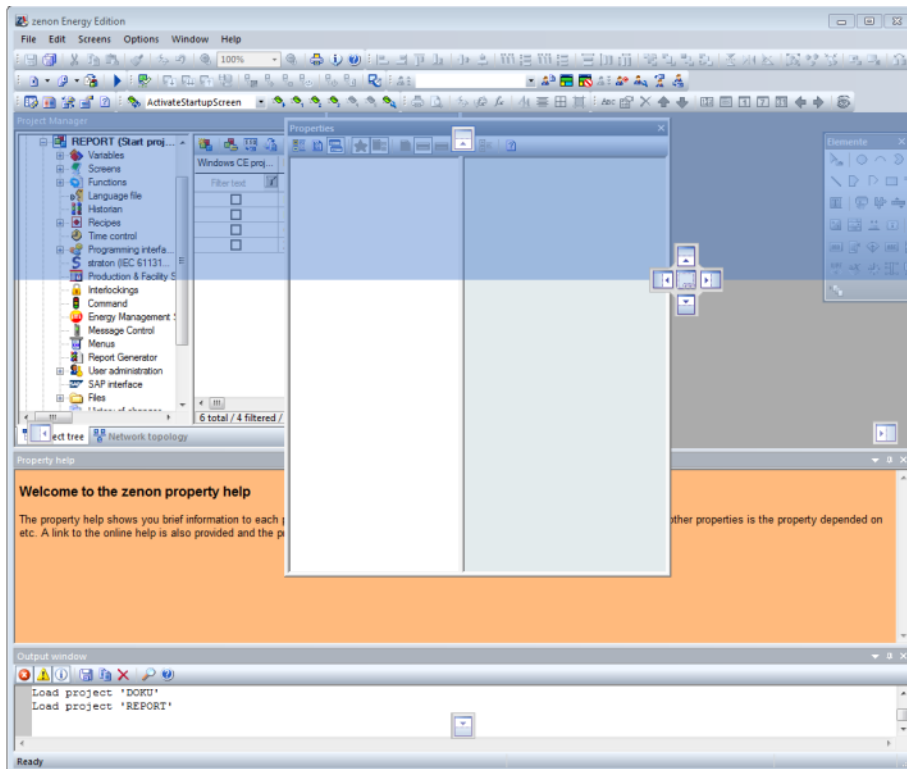 zenon Energy Edition
File Edit Screens Options Window Help
100%
ActivateStartupScreen
Project Manager
REPORT (Start proj...
Variables
Screens
Functions
Language file
Historian
Recipes
Time control
Programming interfa...
straton (IEC 61131...
Production & Facility S
Interlockings
Command
Energy Management
Message Control
Menus
Report Generator
User administration
SAP interface
Files
Windows CE proj...
Filter text
6 total / 4 filtered /
ect tree
Network topology
Properties
Elemente
Property help
Welcome to the zenon property help
The property help shows you brief information to each
other properties is the property depended on
etc. A link to the online help is also provided and the
Output window
Load project 'DOKU'
Load project 'REPORT'
Ready